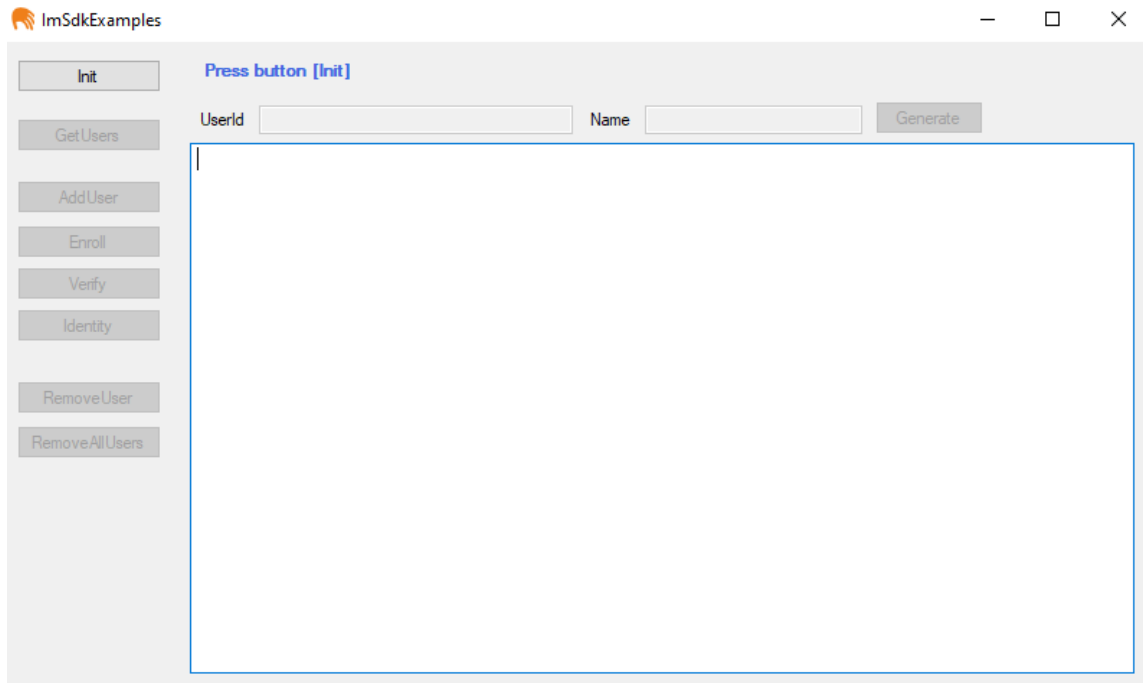 ImSdkExamples
Init
Press button [Init]
GetUsers
UserId
Name
Generate
AddUser
Enroll
Verify
Identity
RemoveUser
RemoveAllUsers